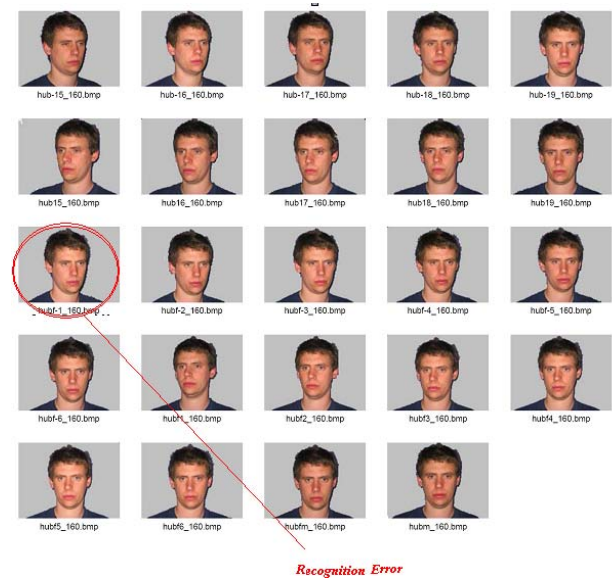 hub-15_160.bmp hub-16_160.bmp hub-17_160.bmp hub-18_160.bmp hub-19_160.bmp
hub15_160.bmp hub16_160.bmp hub17_160.bmp hub18_160.bmp hub19_160.bmp
hubf-1_160.bmp hubf-2_160.bmp hubf-3_160.bmp hubf-4_160.bmp hubf-5_160.bmp
hubf-6_160.bmp hubf1_160.bmp hubf2_160.bmp hubf3_160.bmp hubf4_160.bmp
hubf5_160.bmp hubf6_160.bmp hubfm_160.bmp hubm_160.bmp
Recognition Error